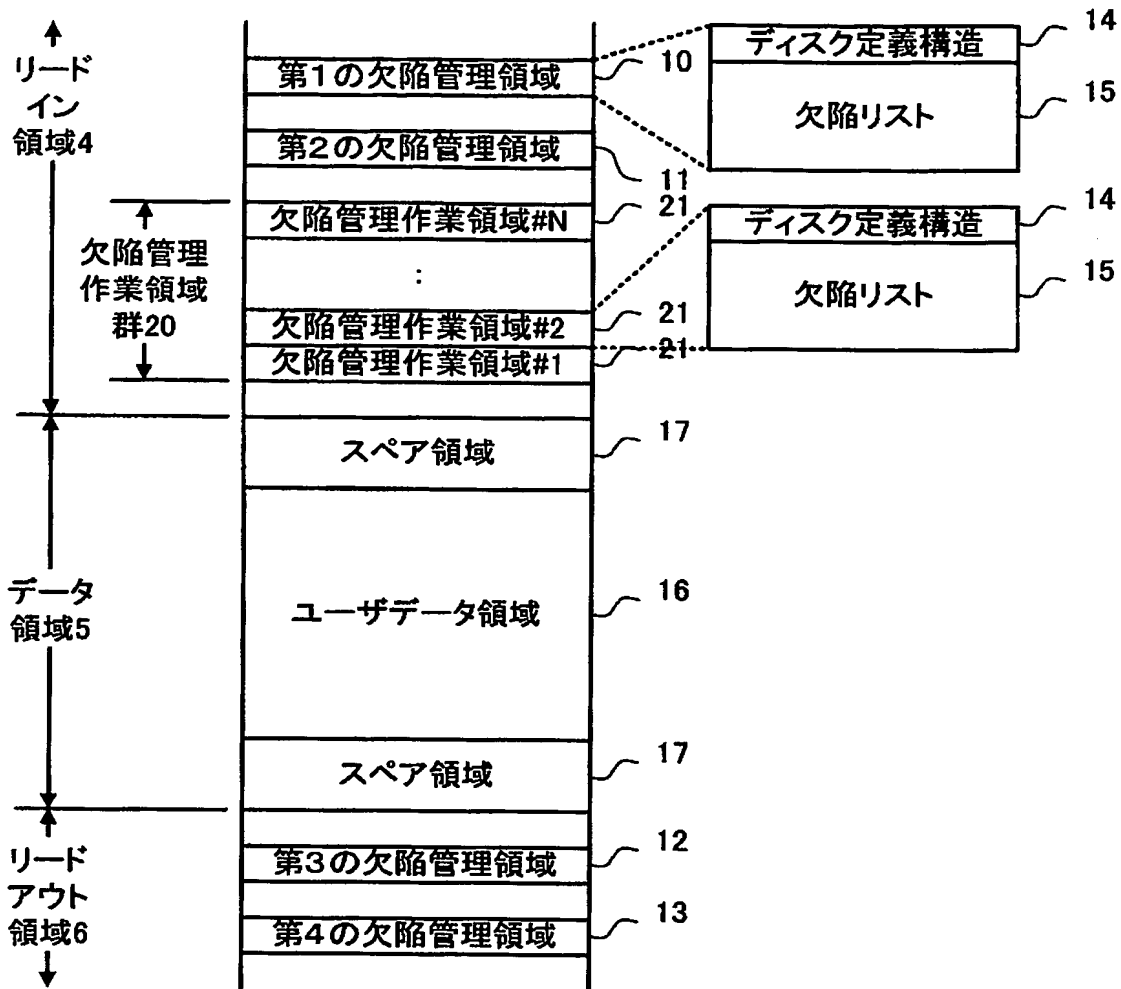 リード
イン
領域4
第1の欠陥管理領域
10
第2の欠陥管理領域
11
ディスク定義構造
14
欠陥リスト
15
欠陥管理
作業領域
群20
欠陥管理作業領域#N
21
:
欠陥管理作業領域#2
21
欠陥管理作業領域#1
21
ディスク定義構造
14
欠陥リスト
15
データ
領域5
スペア領域
17
ユーザデータ領域
16
スペア領域
17
リード
アウト
領域6
第3の欠陥管理領域
12
第4の欠陥管理領域
13